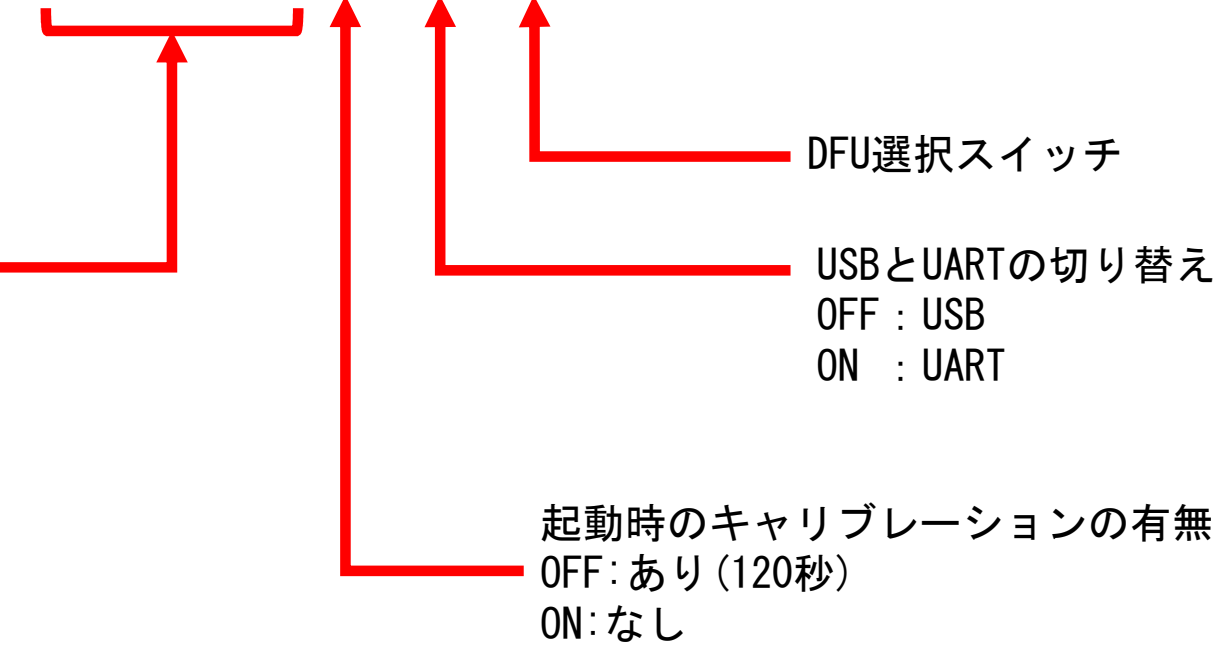 DFU選択スイッチ
USBとUARTの切り替え
OFF：USB
ON ：UART
起動時のキャリブレーションの有無
OFF:あり(120秒)
ON:なし